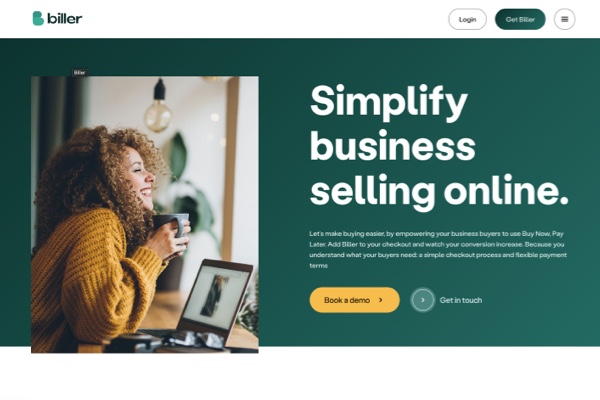 biller
Login
Get Biller
Biller
Simplify
business
selling online.
Let's make buying easier, by empowering your business buyers to use Buy Now, Pay
Later. Add Biller to your checkout and watch your conversion increase. Because you
understand what your buyers need: a simple checkout process and flexible payment
terms
Book a demo
Get in touch